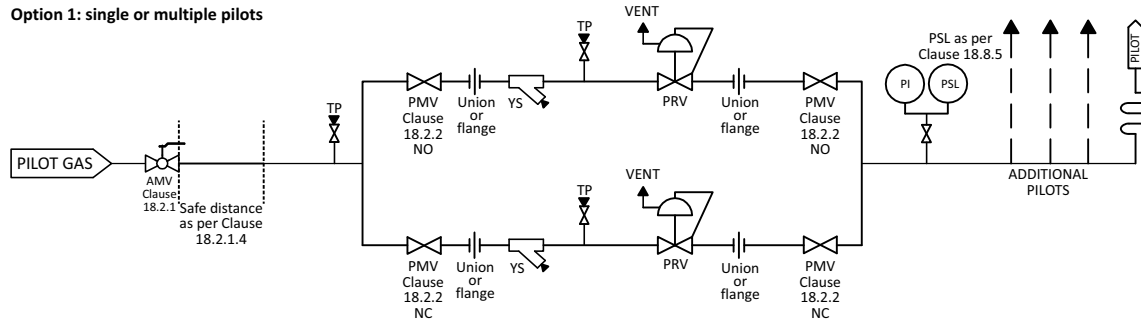 Option 1: single or multiple pilots
VENT
TP
PSL as per
Clause 18.8.5
PILOT
PI
PSL
TP
PMV
Clause
18.2.2
NO
Union
or
flange
YS
PRV
Union
or
flange
PMV
Clause
18.2.2
NO
PILOT GAS
AMV
Clause
18.2.1
Safe distance
as per Clause
18.2.1.4
ADDITIONAL
PILOTS
VENT
TP
PMV
Clause
18.2.2
NC
Union
or
flange
YS
PRV
Union
or
flange
PMV
Clause
18.2.2
NC